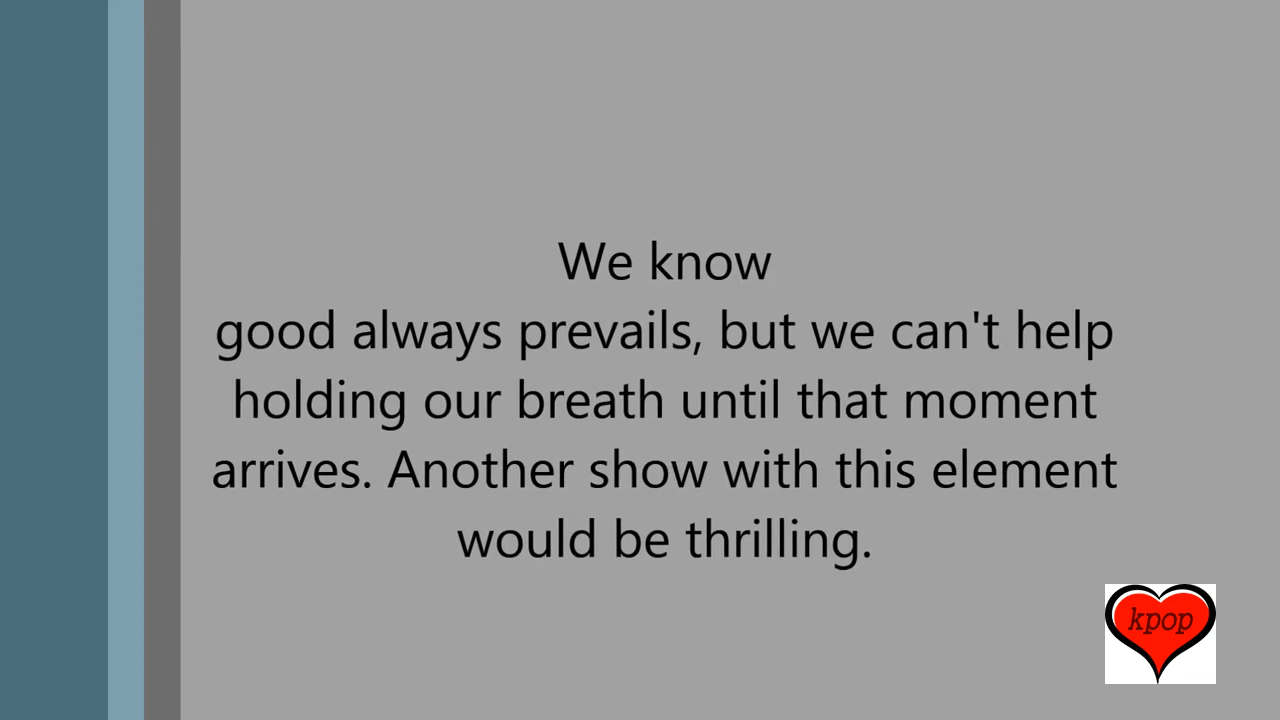 We know
good always prevails, but we can't help
holding our breath until that moment
arrives. Another show with this element
would be thrilling.
kpop